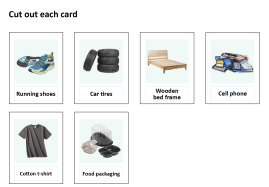 Cut out each card
Running shoes
Car tires
Wooden
bed frame
Cell phone
Cotton t-shirt
Food packaging